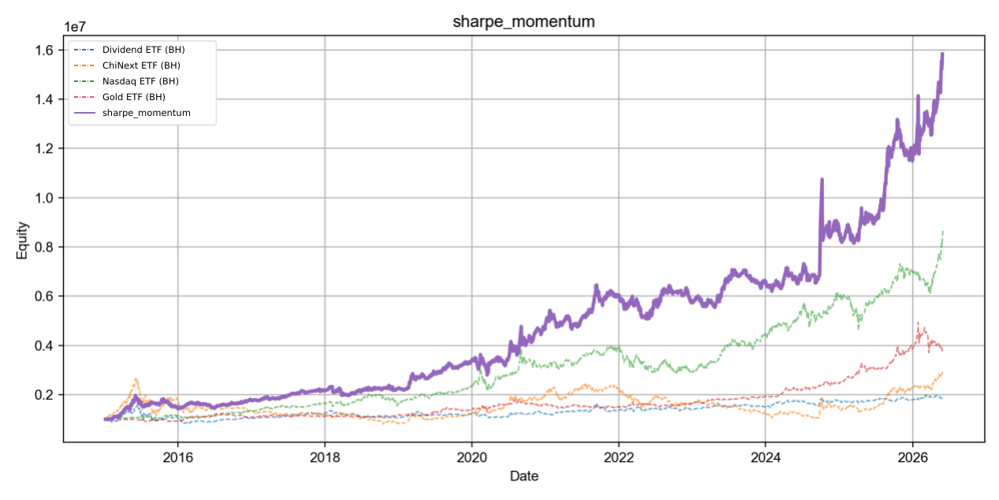 sharpe_momentum
1e7
1.6
1.4
1.2
1.0
0.8
0.6
0.4
0.2
Equity
Dividend ETF (BH)
ChiNext ETF (BH)
Nasdaq ETF (BH)
Gold ETF (BH)
sharpe_momentum
2016 2018 2020 2022 2024 2026
Date